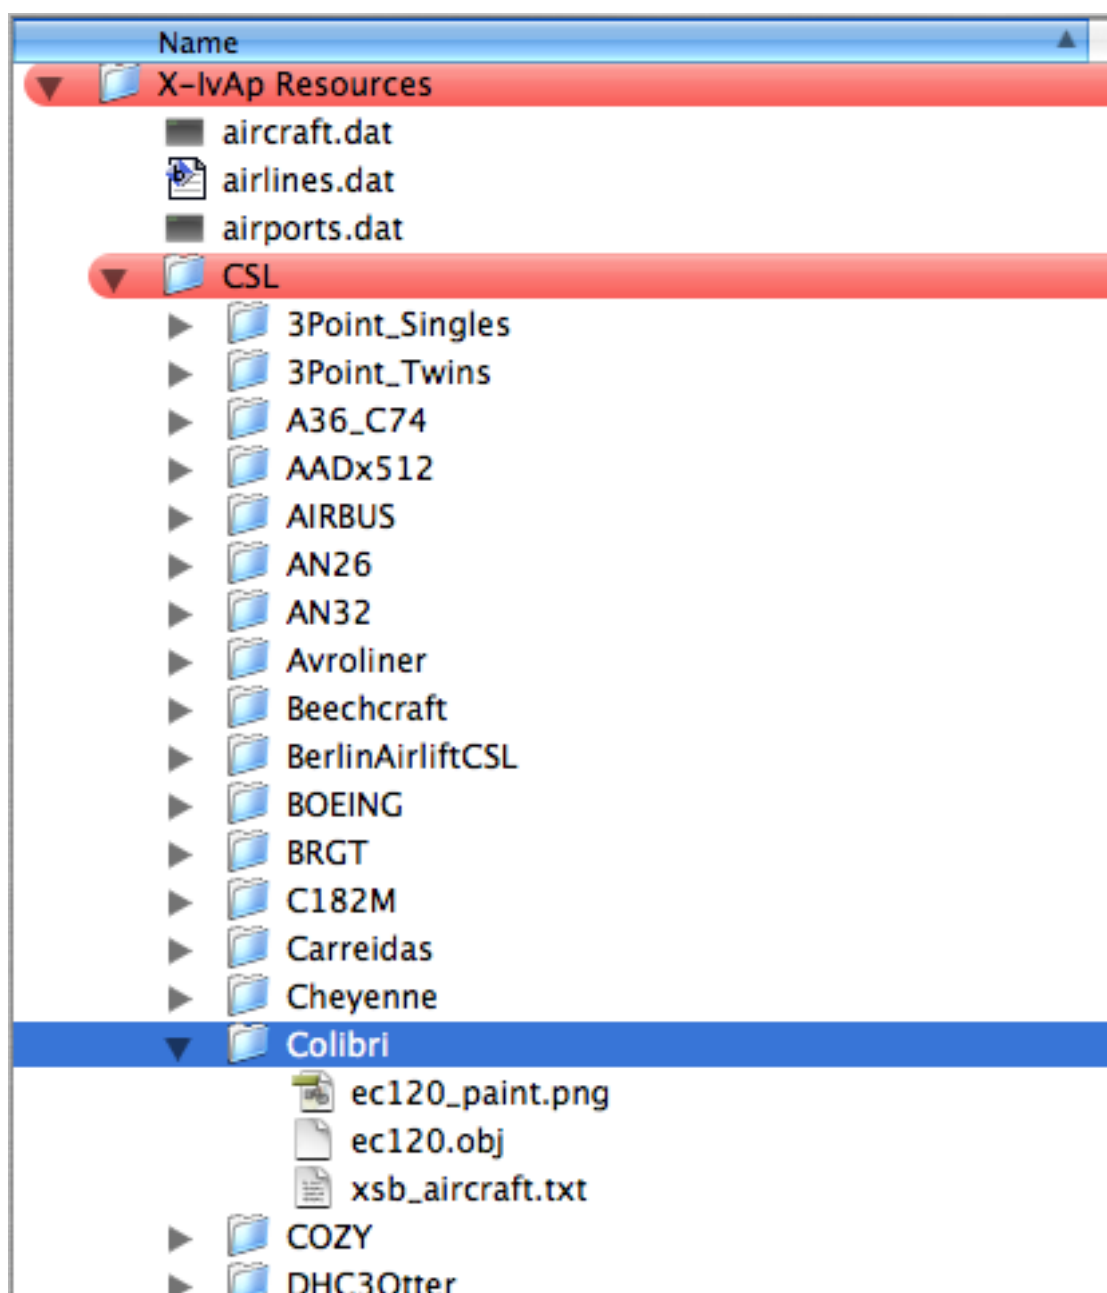 Name
X-IvAp Resources
aircraft.dat
airlines.dat
airports.dat
CSL
3Point_Singles
3Point_Twins
A36_C74
AADx512
AIRBUS
AN26
AN32
Avroliner
Beechcraft
BerlinAirliftCSL
BOEING
BRGT
C182M
Carreidas
Cheyenne
Colibri
ec120_paint.png
ec120.obj
xsb_aircraft.txt
COZY
DHC3Otter